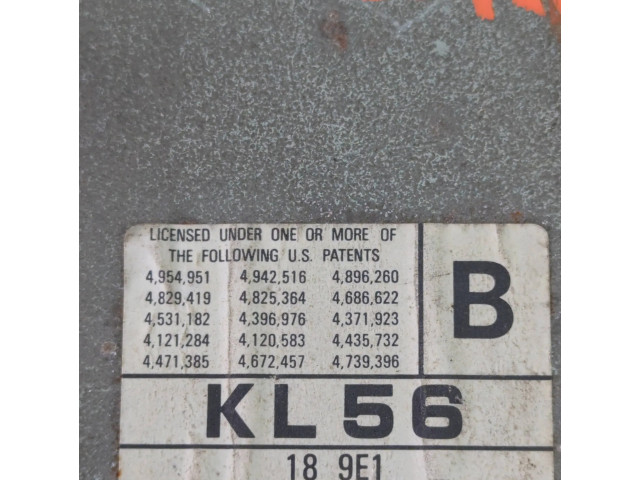 LICENSED UNDER ONE OR MORE OF
THE FOLLOWING U.S. PATENTS
4,954,951 4,942,516 4,896,260
4,829,419 4,825,364 4,686,622
4,531,182 4,396,976 4,371,923
4,121,284 4,120,583 4,435,732
4,471,385 4,672,457 4,739,396
B
KL56
18 9E1